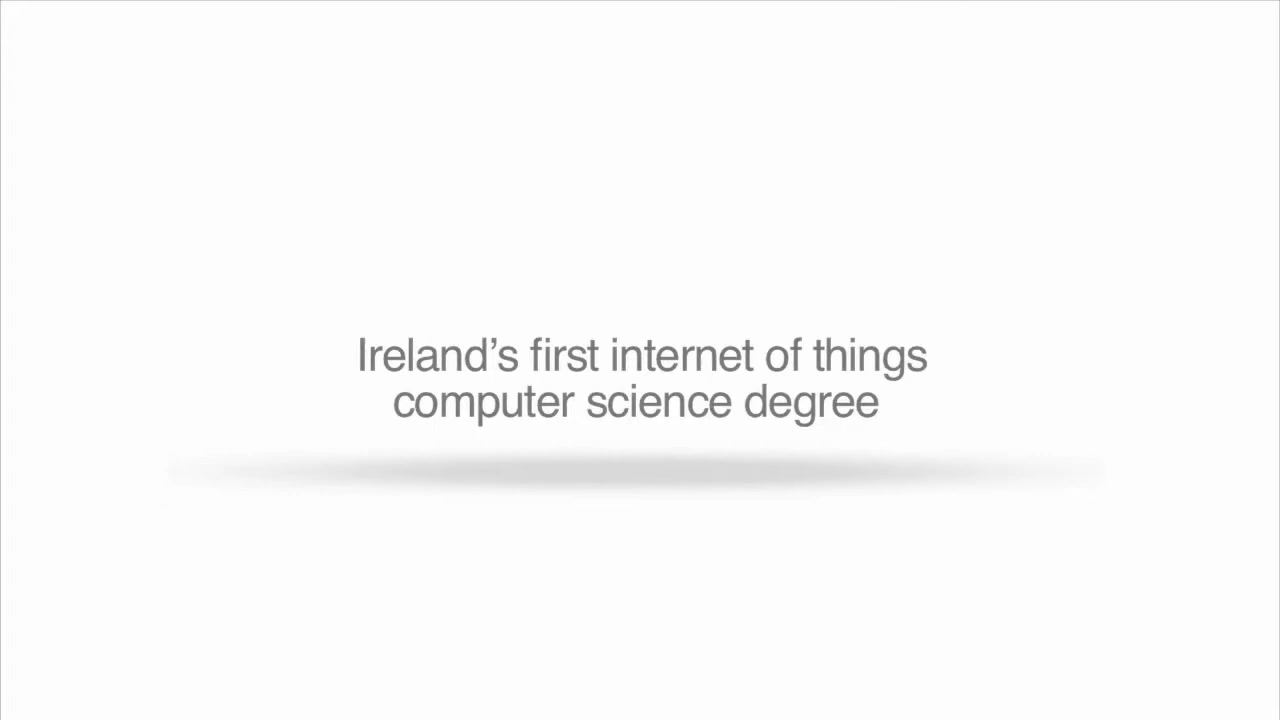 Ireland’s first internet of things
computer science degree